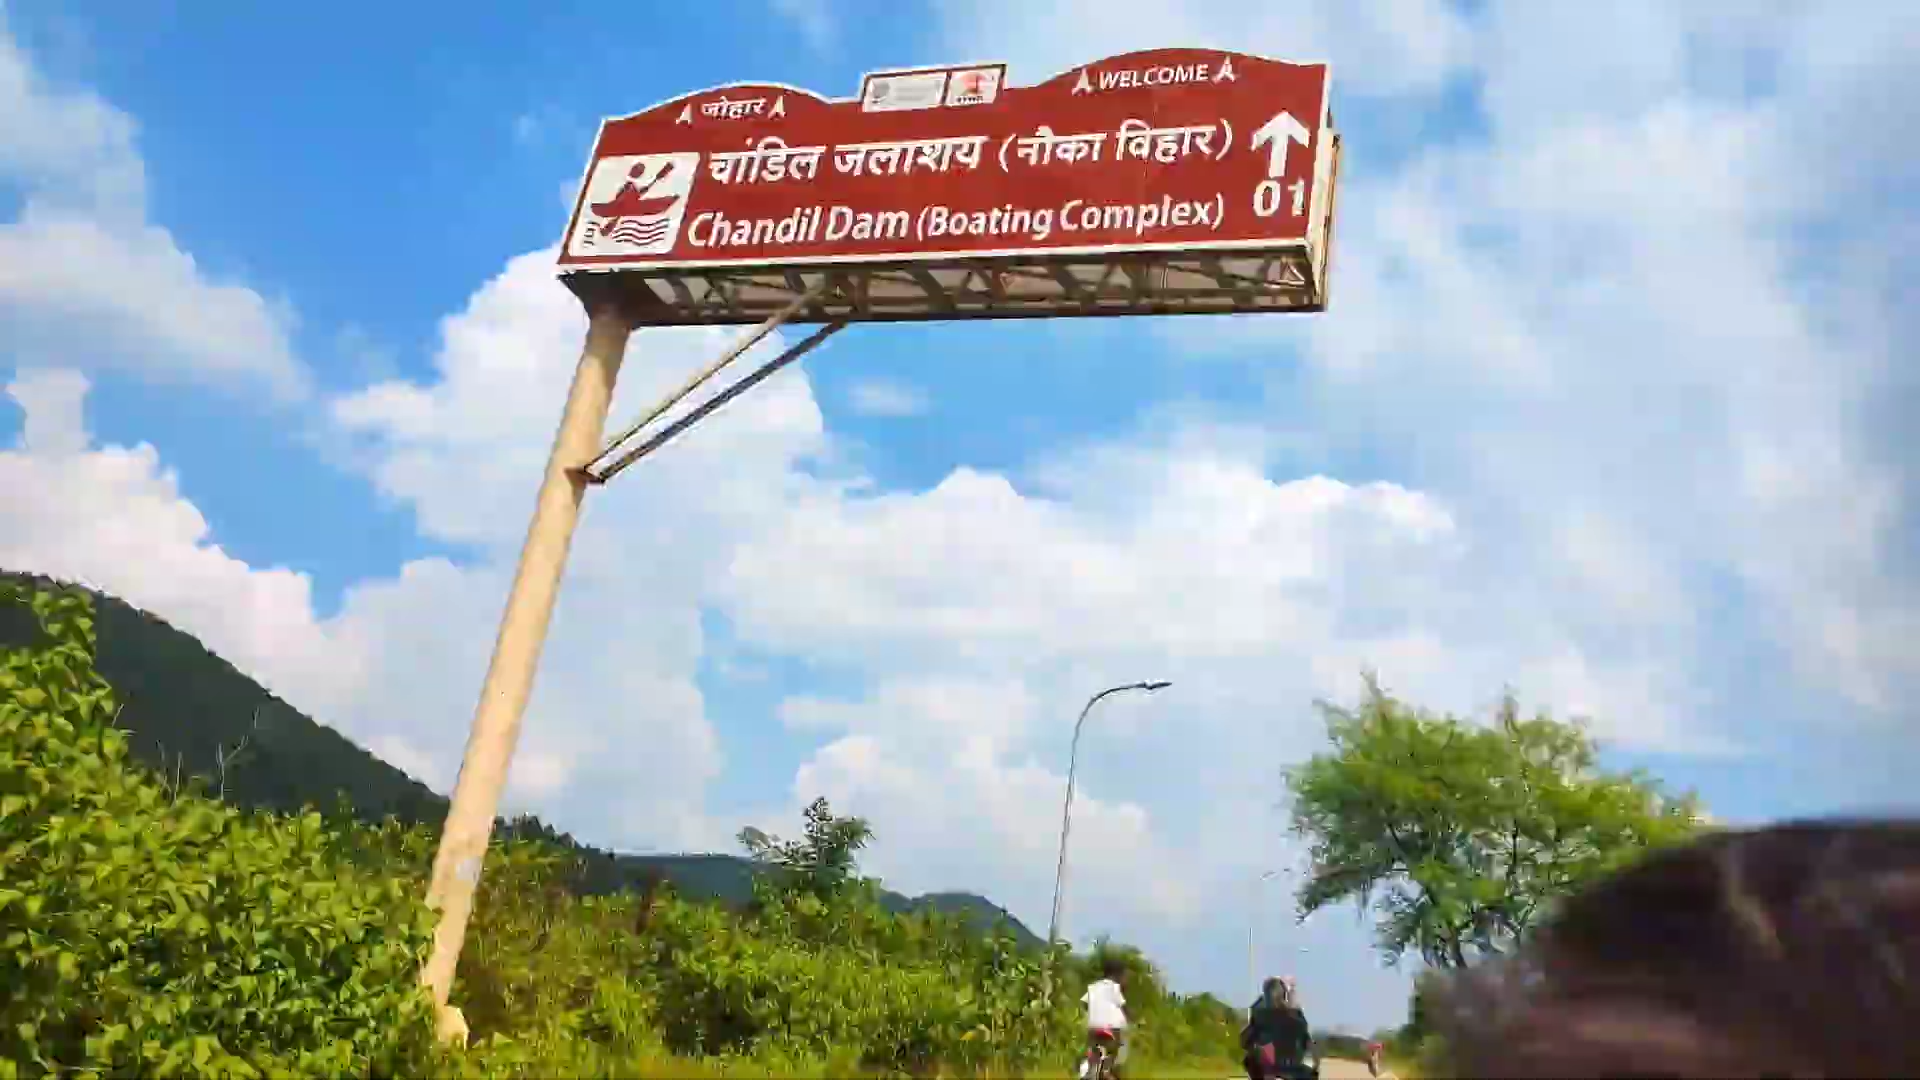 जोहार
WELCOME
चांडिल जलाशय (नौका विहार)
Chandil Dam (Boating Complex)
01